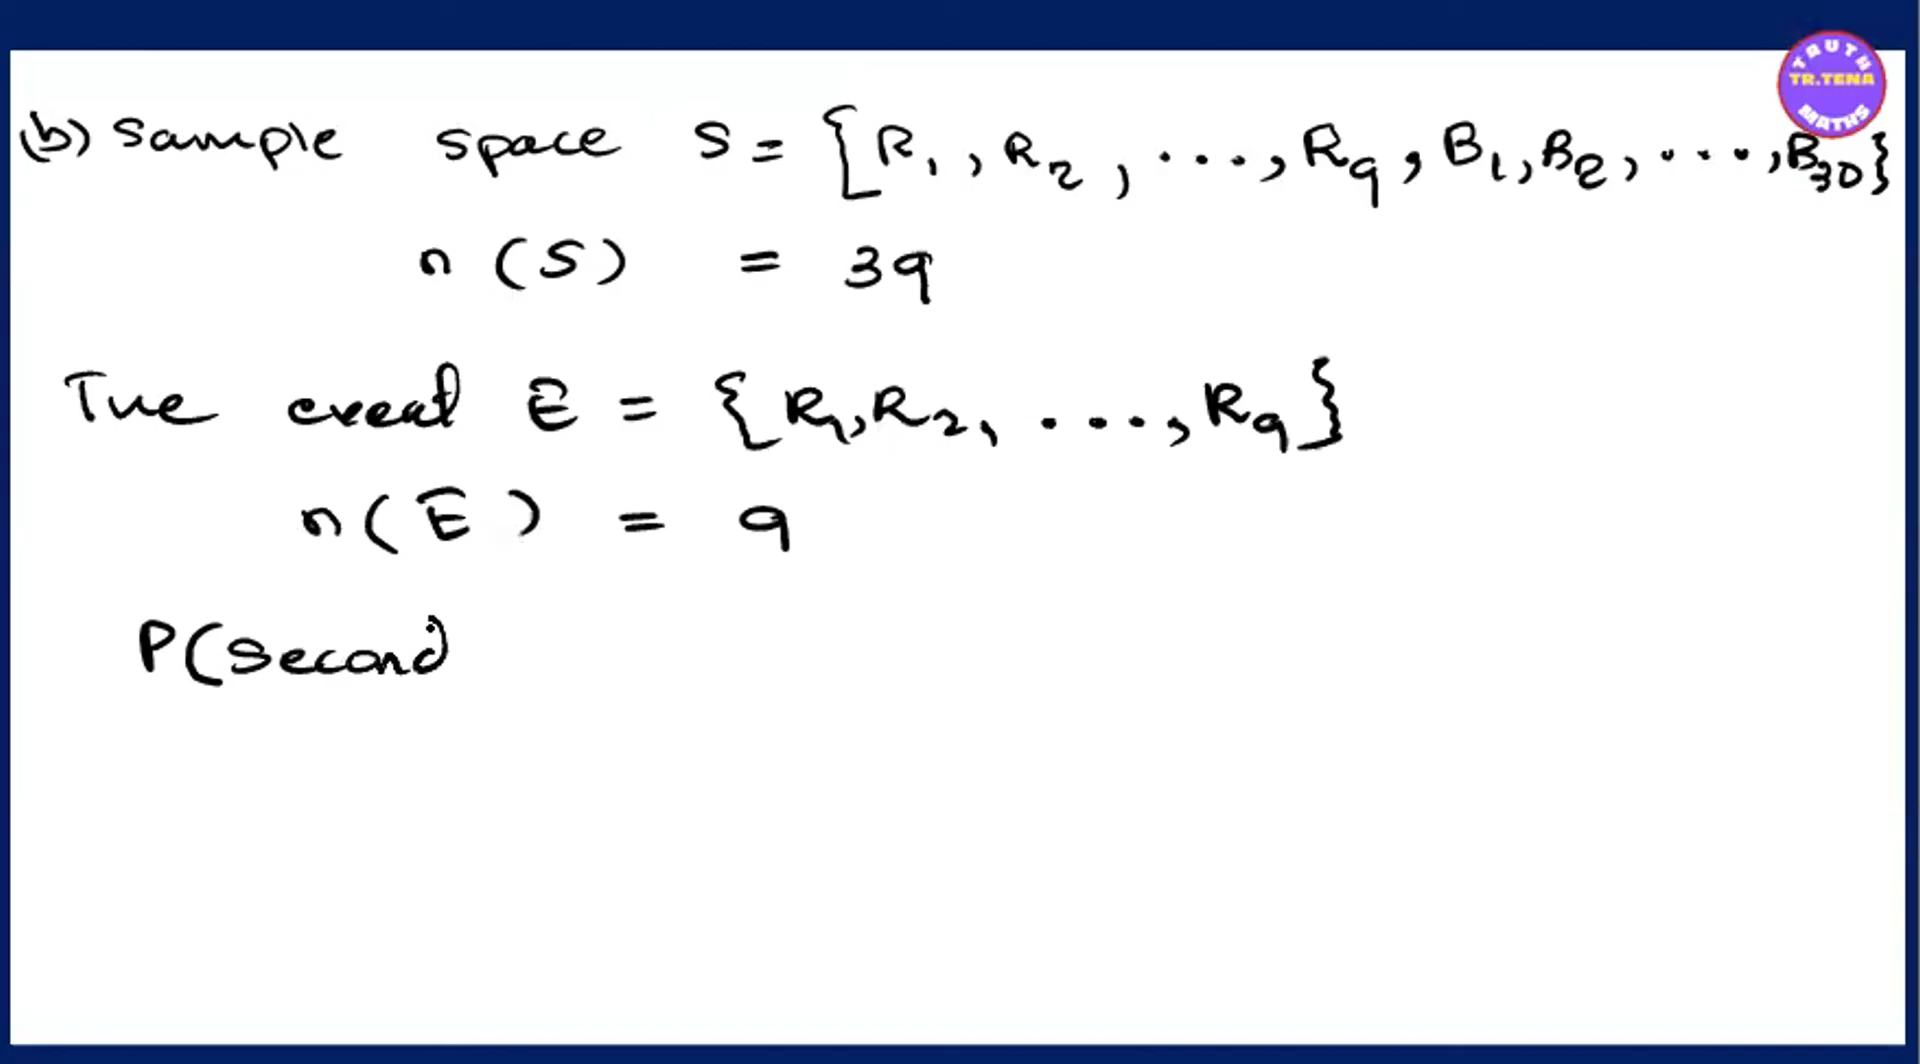 TRUTH
TR.TENA
MATHS
(b) Sample space S = {R₁, R₂, ..., R₉, B₁, B₂, ..., B₃₀}
n (S) = 39
The event E = {R₁, R₂, ..., R₉}
n(E) = 9
P(Second